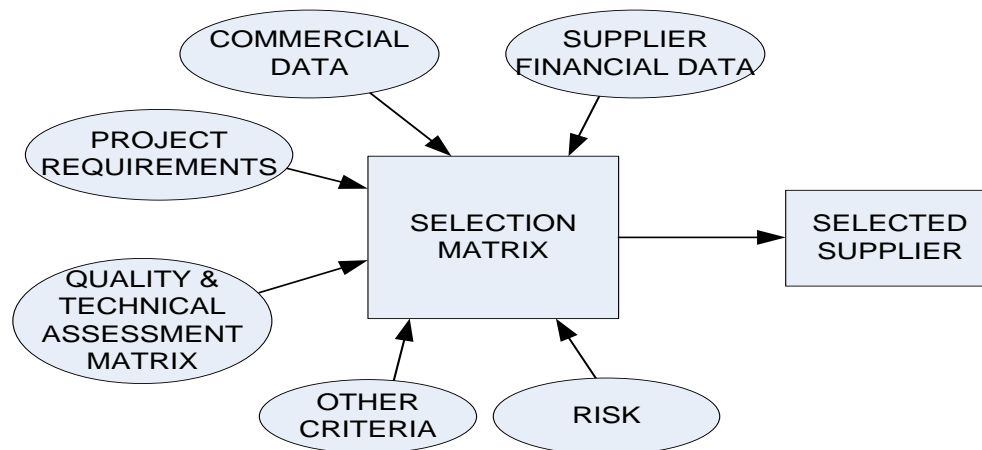 COMMERCIAL
DATA
SUPPLIER
FINANCIAL DATA
PROJECT
REQUIREMENTS
SELECTION
MATRIX
SELECTED
SUPPLIER
QUALITY &
TECHNICAL
ASSESSMENT
MATRIX
OTHER
CRITERIA
RISK